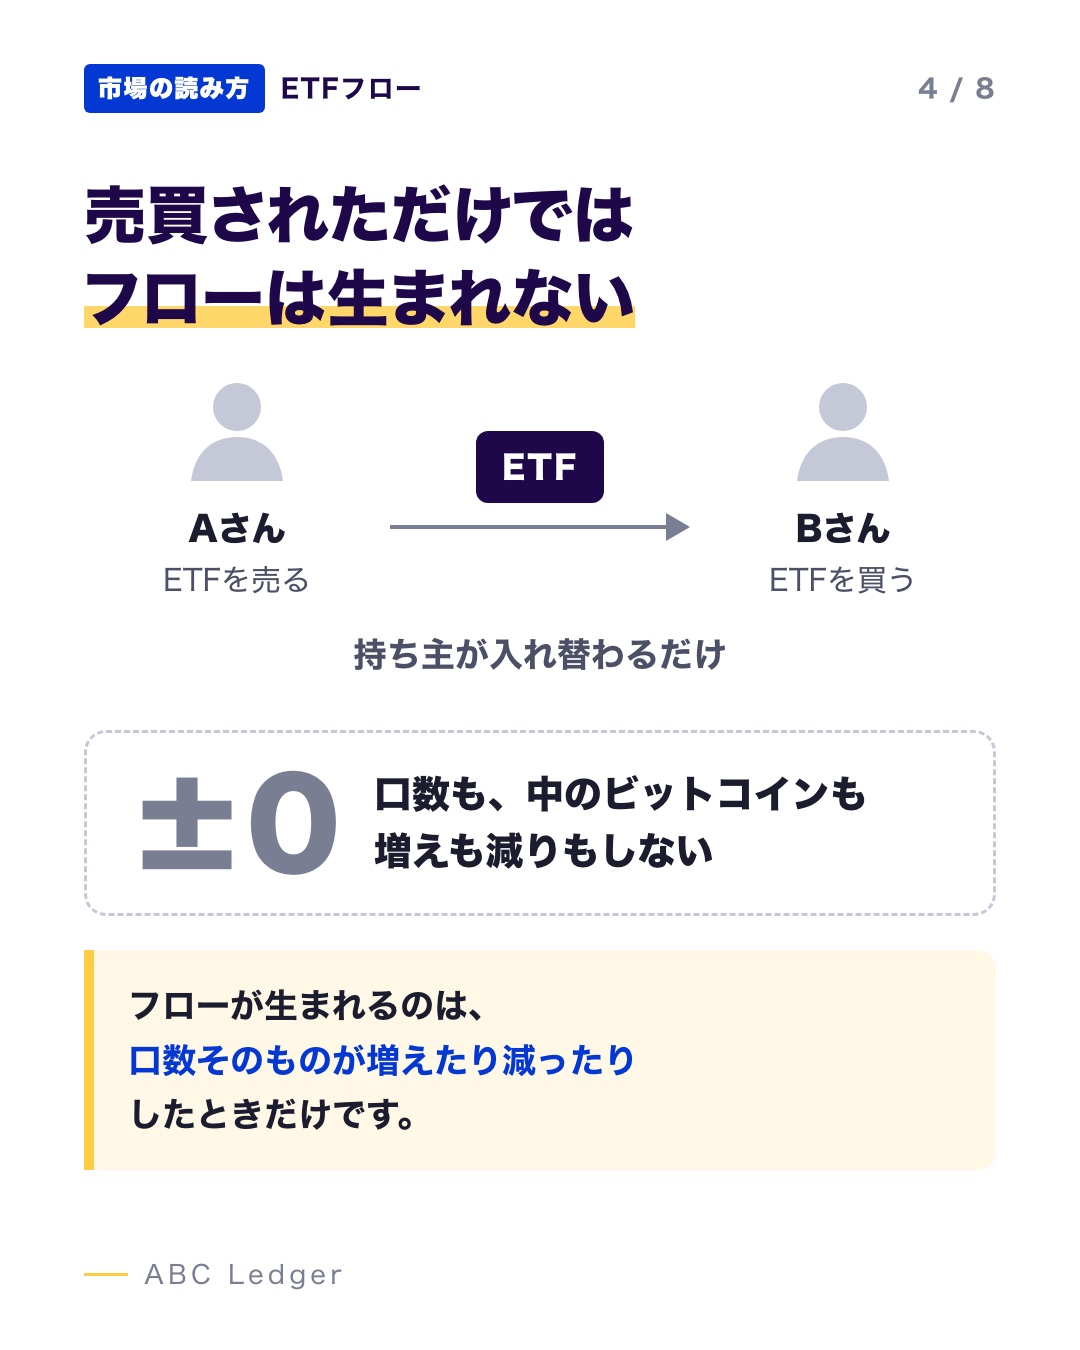 市場の読み方 ETFフロー 4 / 8
売買されただけでは
フローは生まれない
ETF
Aさん Bさん
ETFを売る ETFを買う
持ち主が入れ替わるだけ
±0
口数も、中のビットコインも
増えも減りもしない
フローが生まれるのは、
口数そのものが増えたり減ったり
したときだけです。
ABC Ledger